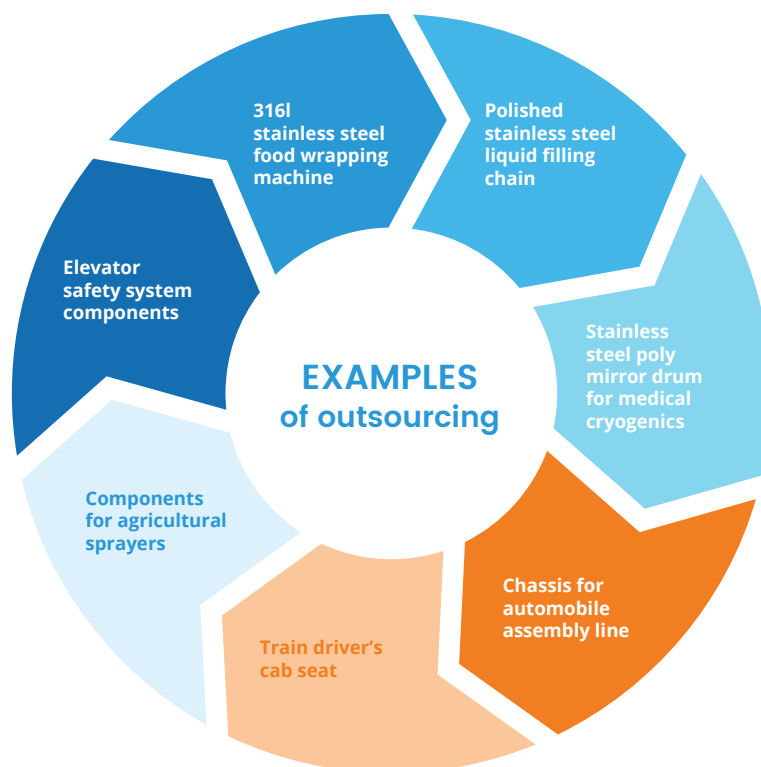 316l
stainless steel
food wrapping
machine
Polished
stainless steel
liquid filling
chain
Stainless
steel poly
mirror drum
for medical
cryogenics
Chassis for
automobile
assembly line
Train driver’s
cab seat
Components
for agricultural
sprayers
Elevator
safety system
components
EXAMPLES
of outsourcing